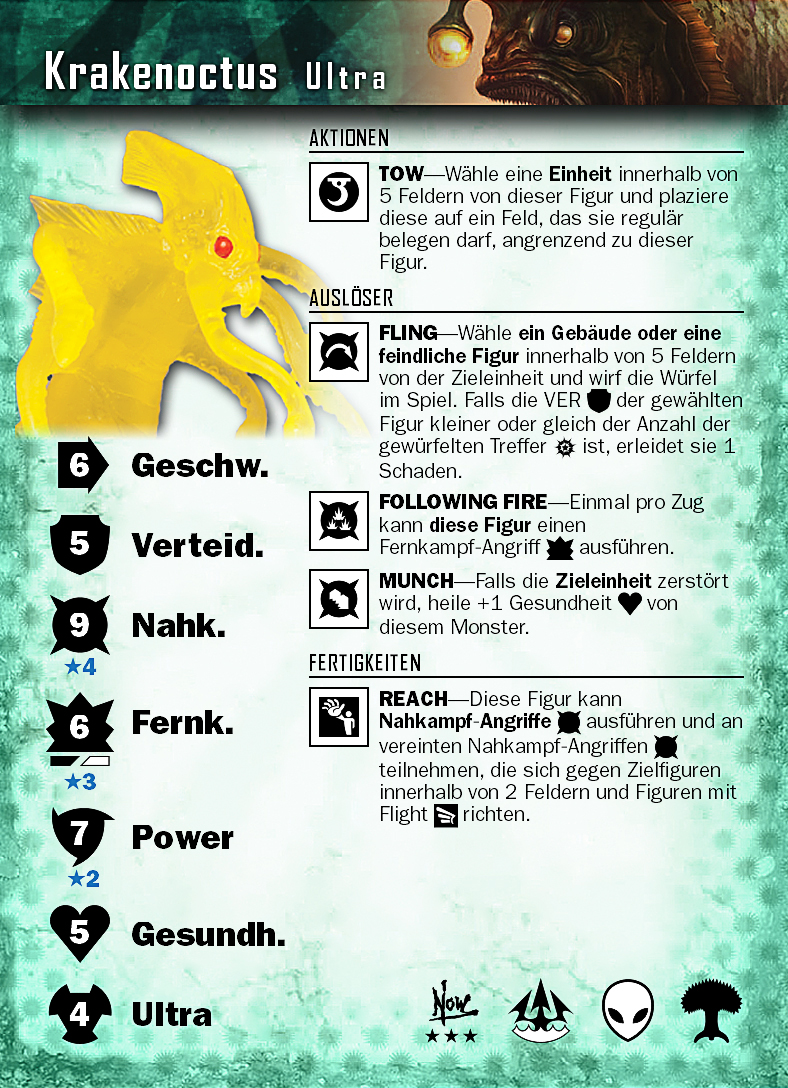 Krakenoctus Ultra
AKTIONEN
TOW—Wähle eine Einheit innerhalb von
5 Feldern von dieser Figur und plaziere
diese auf ein Feld, das sie regulär
belegen darf, angrenzend zu dieser
Figur.
AUSLÖSER
FLING—Wähle ein Gebäude oder eine
feindliche Figur innerhalb von 5 Feldern
von der Zieleinheit und wirf die Würfel
im Spiel. Falls die VER der gewählten
Figur kleiner oder gleich der Anzahl der
gewürfelten Treffer ist, erleidet sie 1
Schaden.
FOLLOWING FIRE—Einmal pro Zug
kann diese Figur einen
Fernkampf-Angriff ausführen.
MUNCH—Falls die Zieleinheit zerstört
wird, heile +1 Gesundheit von
diesem Monster.
FERTIGKEITEN
REACH—Diese Figur kann
Nahkampf-Angriffe ausführen und an
vereinten Nahkampf-Angriffen
teilnehmen, die sich gegen Zielfiguren
innerhalb von 2 Feldern und Figuren mit
Flight richten.
6 Geschw.
5 Verteid.
9 Nahk.
★4
6 Fernk.
★3
7 Power
★2
5 Gesundh.
4 Ultra
Now
★★★